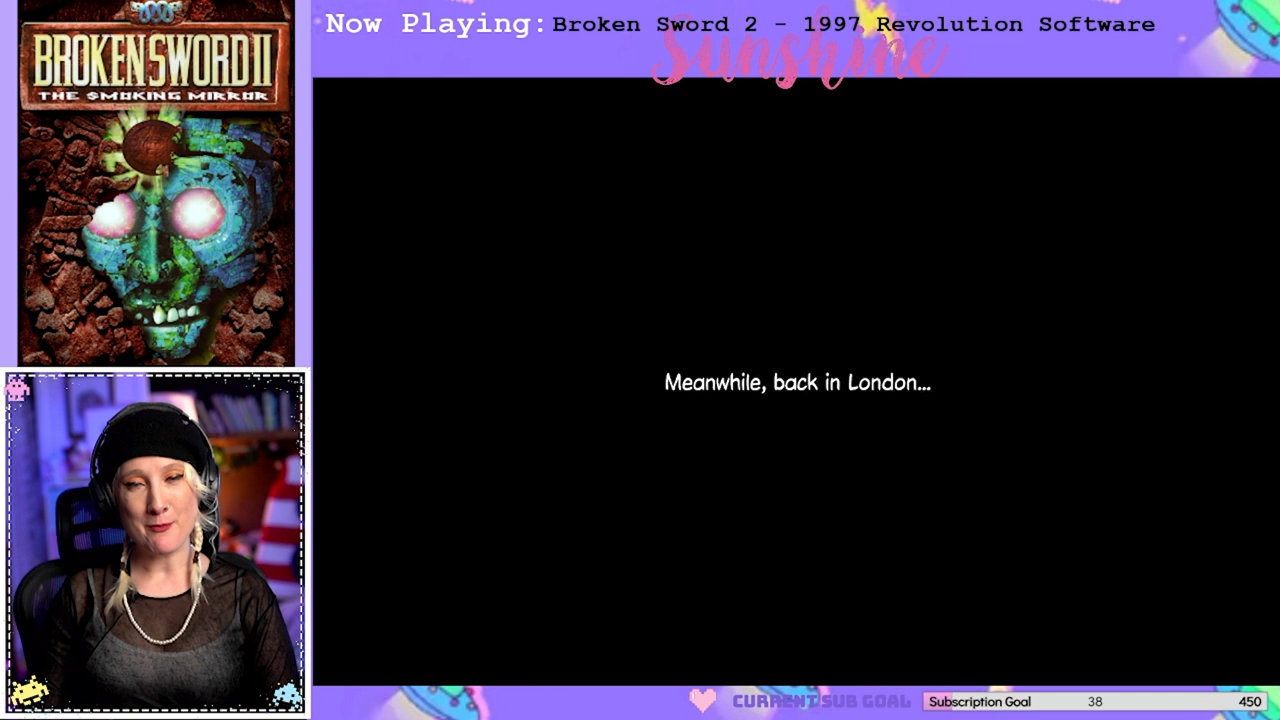 Now Playing: Broken Sword 2 - 1997 Revolution Software
Sunshine
BROKEN SWORD II
THE SMOKING MIRROR
Meanwhile, back in London...
CURRENT SUB GOAL
Subscription Goal 38 450